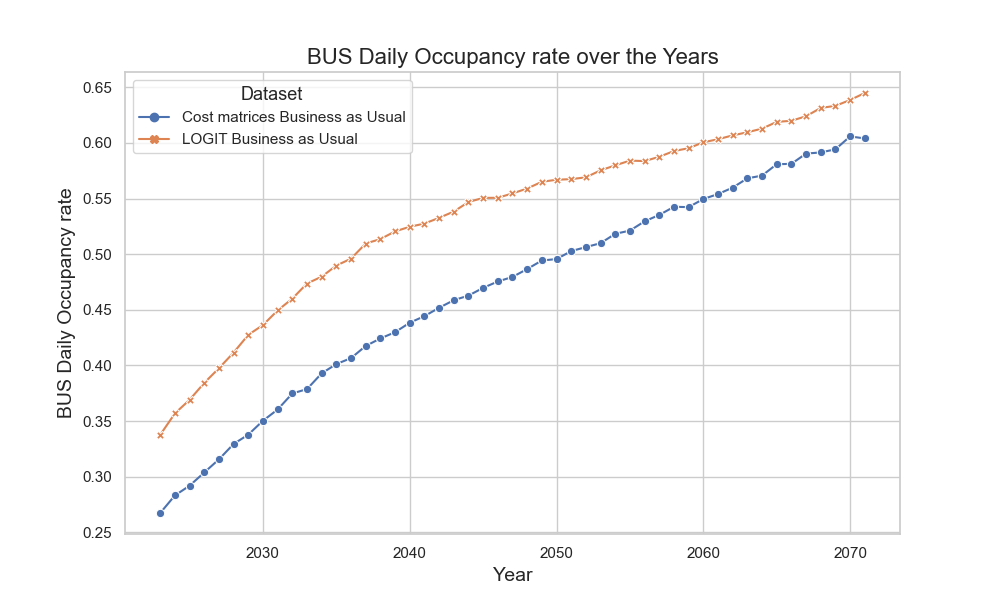 BUS Daily Occupancy rate over the Years
Dataset
Cost matrices Business as Usual
LOGIT Business as Usual
BUS Daily Occupancy rate
0.65
0.60
0.55
0.50
0.45
0.40
0.35
0.30
0.25
2030 2040 2050 2060 2070
Year